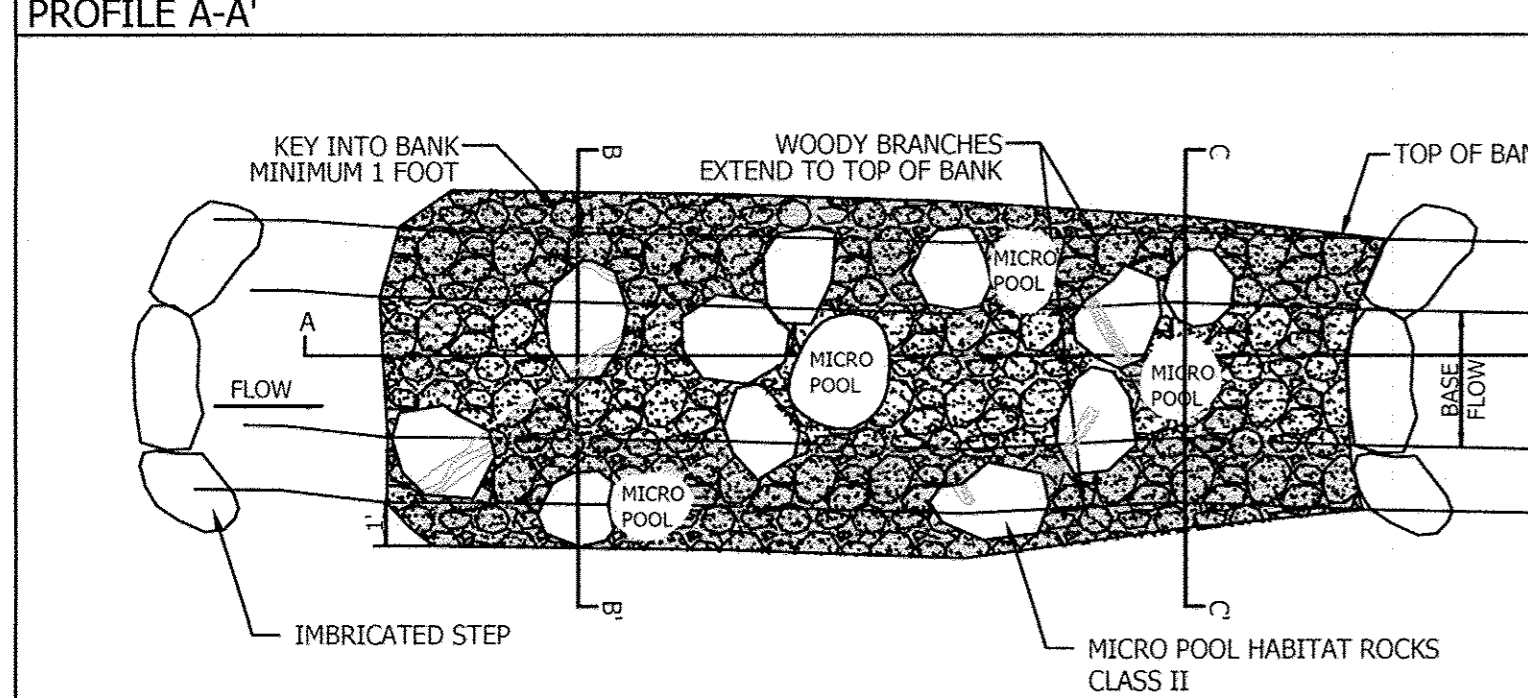 PROFILE A-A'
KEY INTO BANK
MINIMUM 1 FOOT
B
WOODY BRANCHES
EXTEND TO TOP OF BANK
C
TOP OF BAN
MICRO
POOL
A
MICRO
POOL
MICRO
POOL
BASE
FLOW
FLOW
MICRO
POOL
1'
B'
C'
IMBRICATED STEP
MICRO POOL HABITAT ROCKS
CLASS II